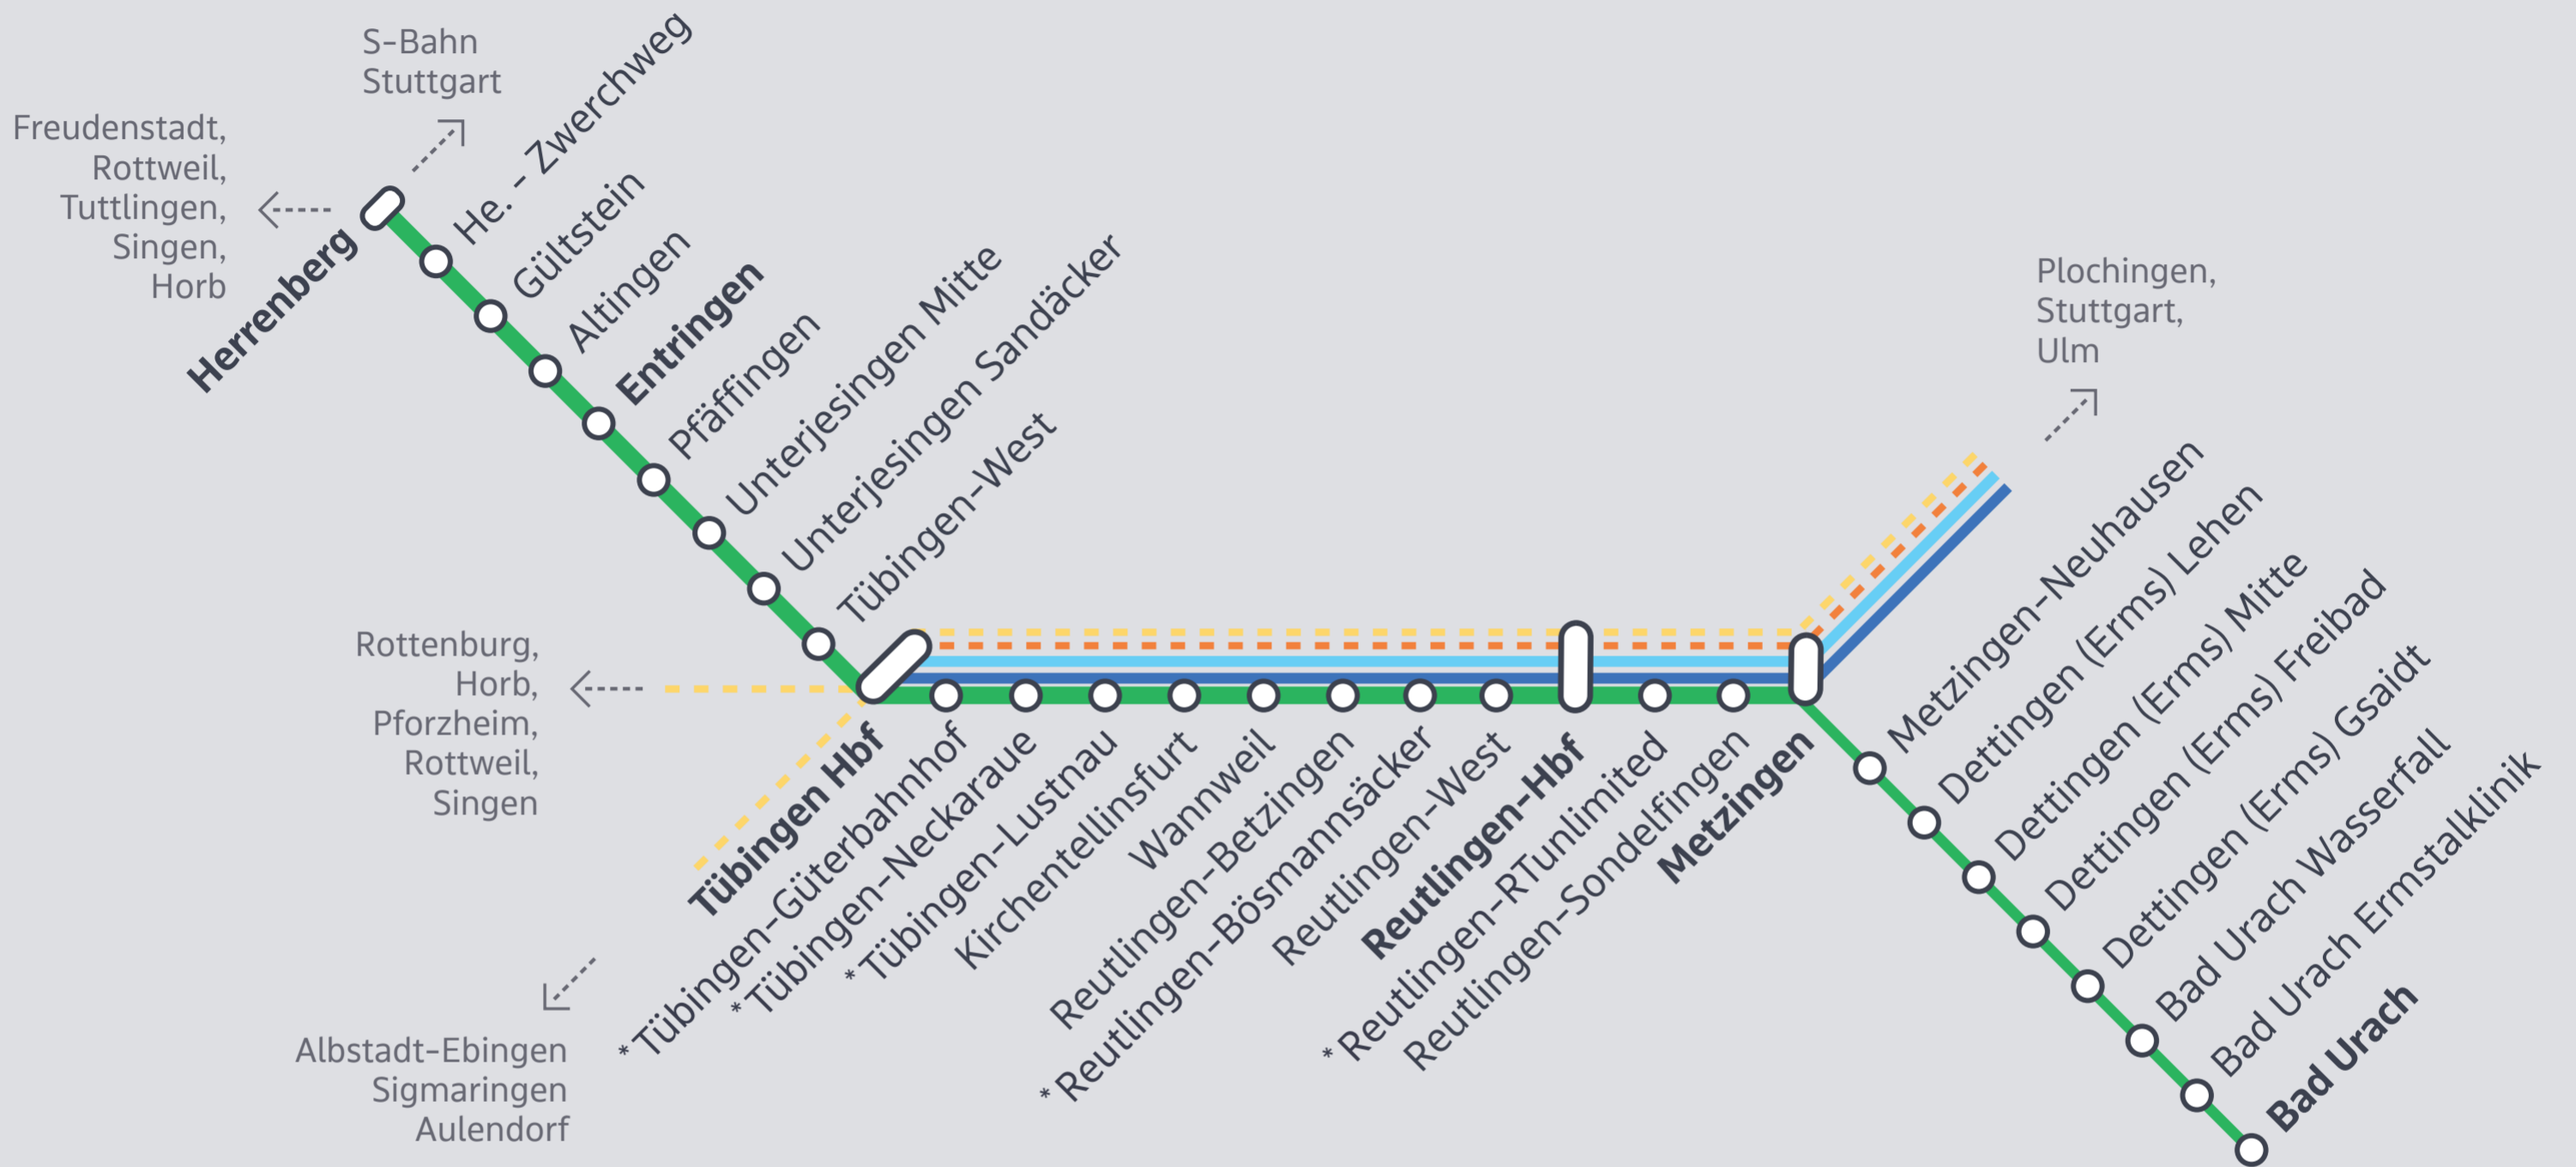 S-Bahn
Stuttgart
Freudenstadt,
Rottweil,
Tuttlingen,
Singen,
Horb
Herrenberg
He. - Zwerchweg
Gültstein
Altingen
Entringen
Pfäffingen
Unterjesingen Mitte
Unterjesingen Sandäcker
Tübingen-West
Rottenburg,
Horb,
Pforzheim,
Rottweil,
Singen
Albstadt-Ebingen
Sigmaringen
Aulendorf
Tübingen Hbf
* Tübingen-Güterbahnhof
* Tübingen-Neckaraue
* Tübingen-Lustnau
Kirchentellinsfurt
Wannweil
Reutlingen-Betzingen
* Reutlingen-Bösmannsäcker
Reutlingen-West
Reutlingen-Hbf
* Reutlingen-RTunlimited
Reutlingen-Sondelfingen
Metzingen
Plochingen,
Stuttgart,
Ulm
Metzingen-Neuhausen
Dettingen (Erms) Lehen
Dettingen (Erms) Mitte
Dettingen (Erms) Freibad
Dettingen (Erms) Gsaidt
Bad Urach Wasserfall
Bad Urach Ermstalklinik
Bad Urach